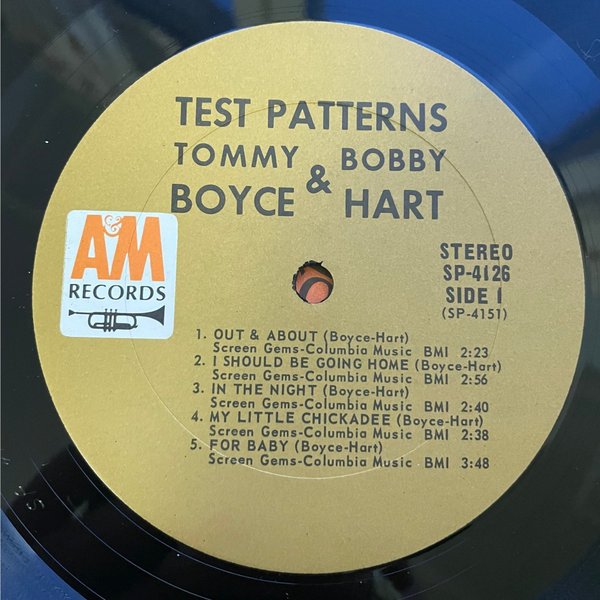 TEST PATTERNS
TOMMY & BOBBY
BOYCE HART
A&M
RECORDS
STEREO
SP-4126
SIDE 1
(SP-4151)
1. OUT & ABOUT (Boyce-Hart)
Screen Gems-Columbia Music BMI 2:23
2. I SHOULD BE GOING HOME (Boyce-Hart)
Screen Gems-Columbia Music BMI 2:56
3. IN THE NIGHT (Boyce-Hart)
Screen Gems-Columbia Music BMI 2:40
4. MY LITTLE CHICKADEE (Boyce-Hart)
Screen Gems-Columbia Music BMI 2:38
5. FOR BABY (Boyce-Hart)
Screen Gems-Columbia Music BMI 3:48